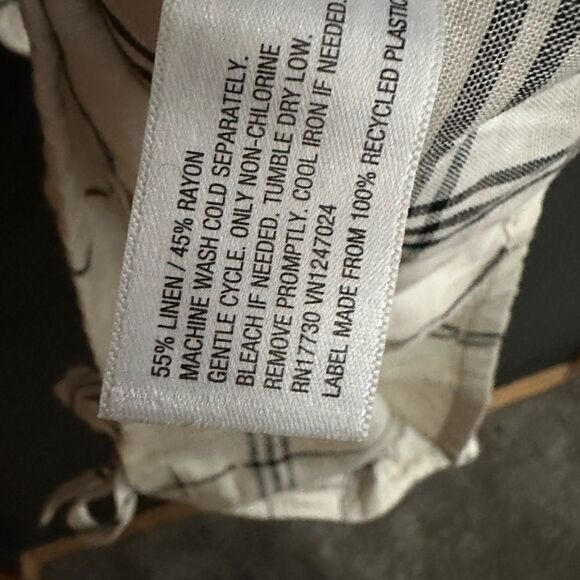 55% LINEN / 45% RAYON
MACHINE WASH COLD SEPARATELY.
GENTLE CYCLE. ONLY NON-CHLORINE
BLEACH IF NEEDED. TUMBLE DRY LOW.
REMOVE PROMPTLY. COOL IRON IF NEEDED.
RN17730 VN1247024
LABEL MADE FROM 100% RECYCLED PLASTIC